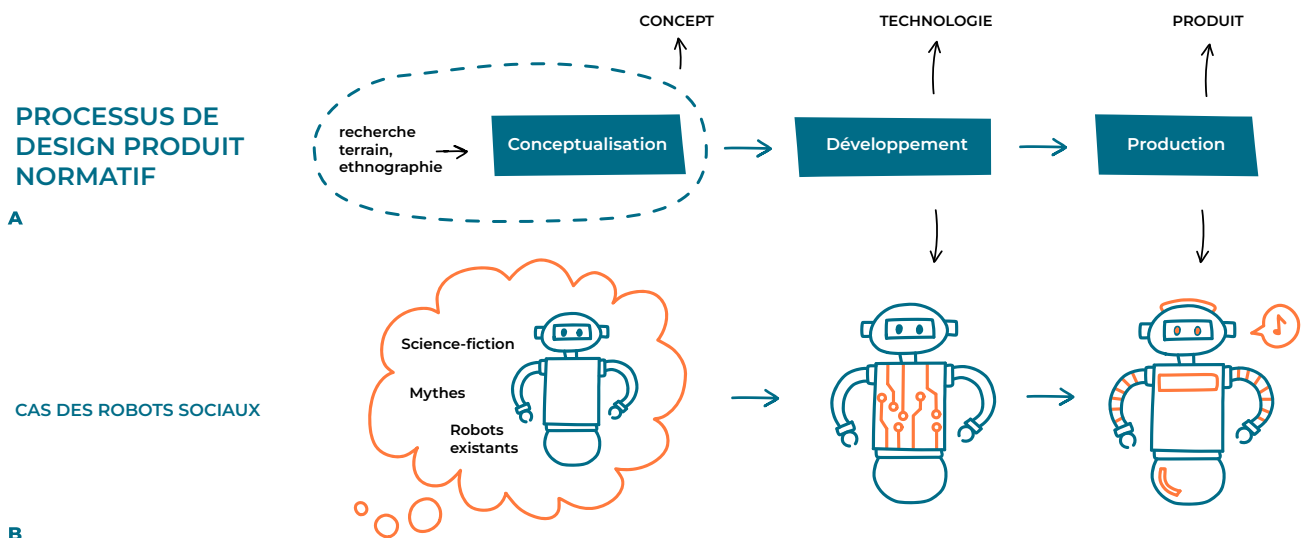 CONCEPT
TECHNOLOGIE
PRODUIT
PROCESSUS DE
DESIGN PRODUIT
NORMATIF
recherche
terrain,
ethnographie
Conceptualisation
Développement
Production
A
Science-fiction
Mythes
Robots
existants
CAS DES ROBOTS SOCIAUX
B